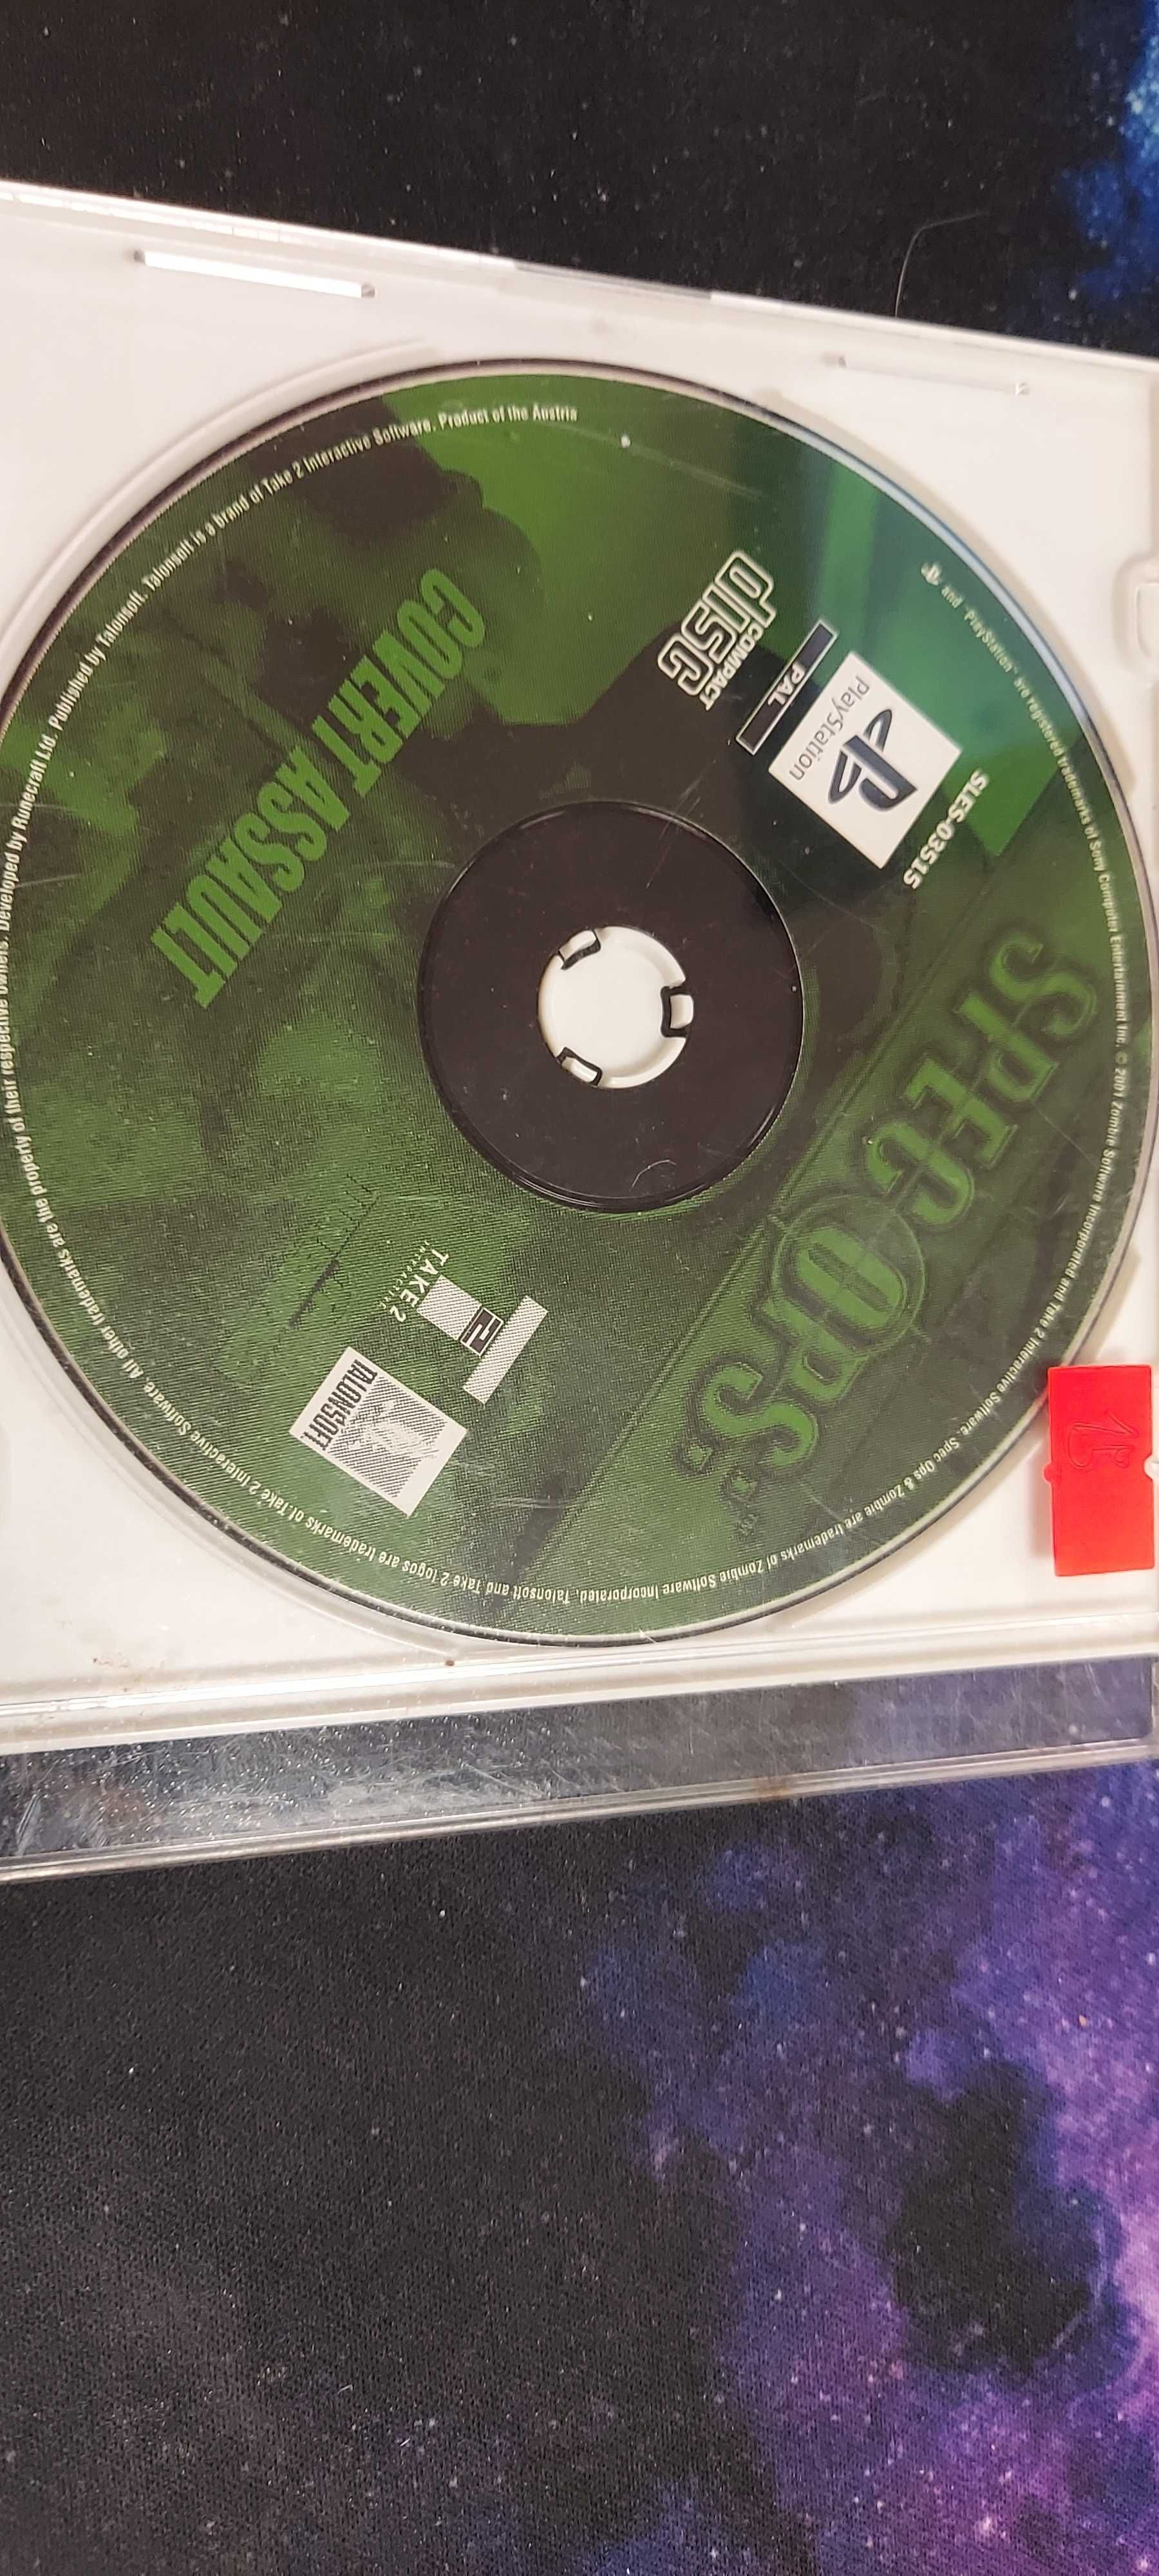 SPEC OPS:
COVERT ASSAULT
SLES-03515
PlayStation
PAL
COMPACT
disc
TAKE 2
INTERACTIVE
TALONSOFT
and "PlayStation" are registered trademarks of Sony Computer Entertainment Inc. © 2001 Zombie Software Incorporated and Take 2 Interactive Software. Spec Ops & Zombie are trademarks of Zombie Software Incorporated. Talonsoft and Take 2 logos are trademarks of Take 2 Interactive Software. All other trademarks are the property of their respective owners. Developed by Runecraft Ltd. Published by Talonsoft. Talonsoft is a brand of Take 2 Interactive Software. Product of the Austria
15